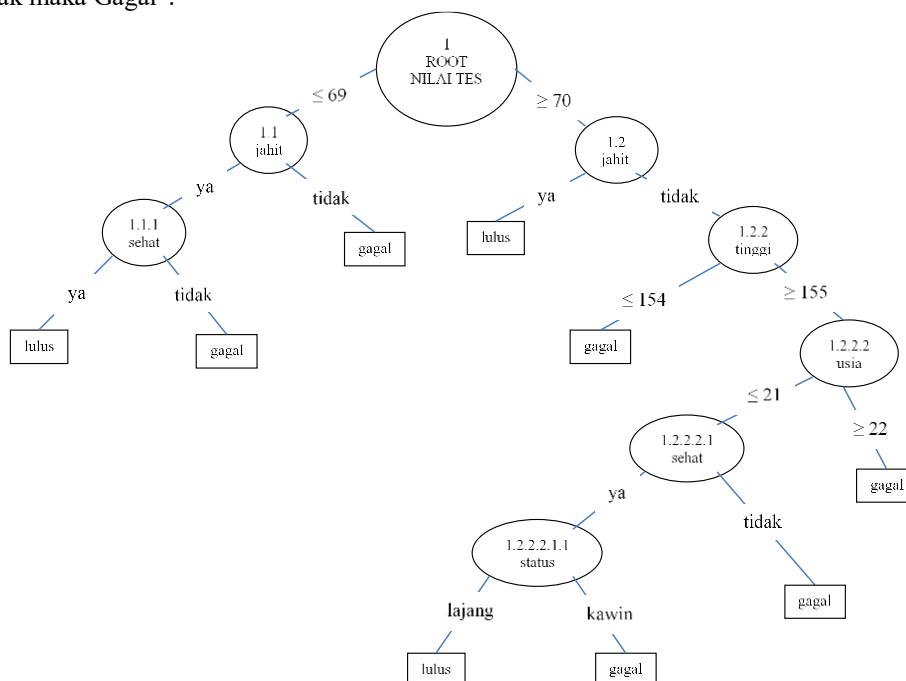 maka Gagal".
1
ROOT
NILAI TES
≤ 69
≥ 70
1.1
jahit
1.2
jahit
ya
tidak
ya
tidak
1.1.1
sehat
gagal
lulus
1.2.2
tinggi
ya
tidak
≤ 154
≥ 155
lulus
gagal
gagal
1.2.2.2
usia
≤ 21
≥ 22
1.2.2.2.1
sehat
gagal
ya
tidak
1.2.2.2.1.1
status
gagal
lajang
kawin
lulus
gagal